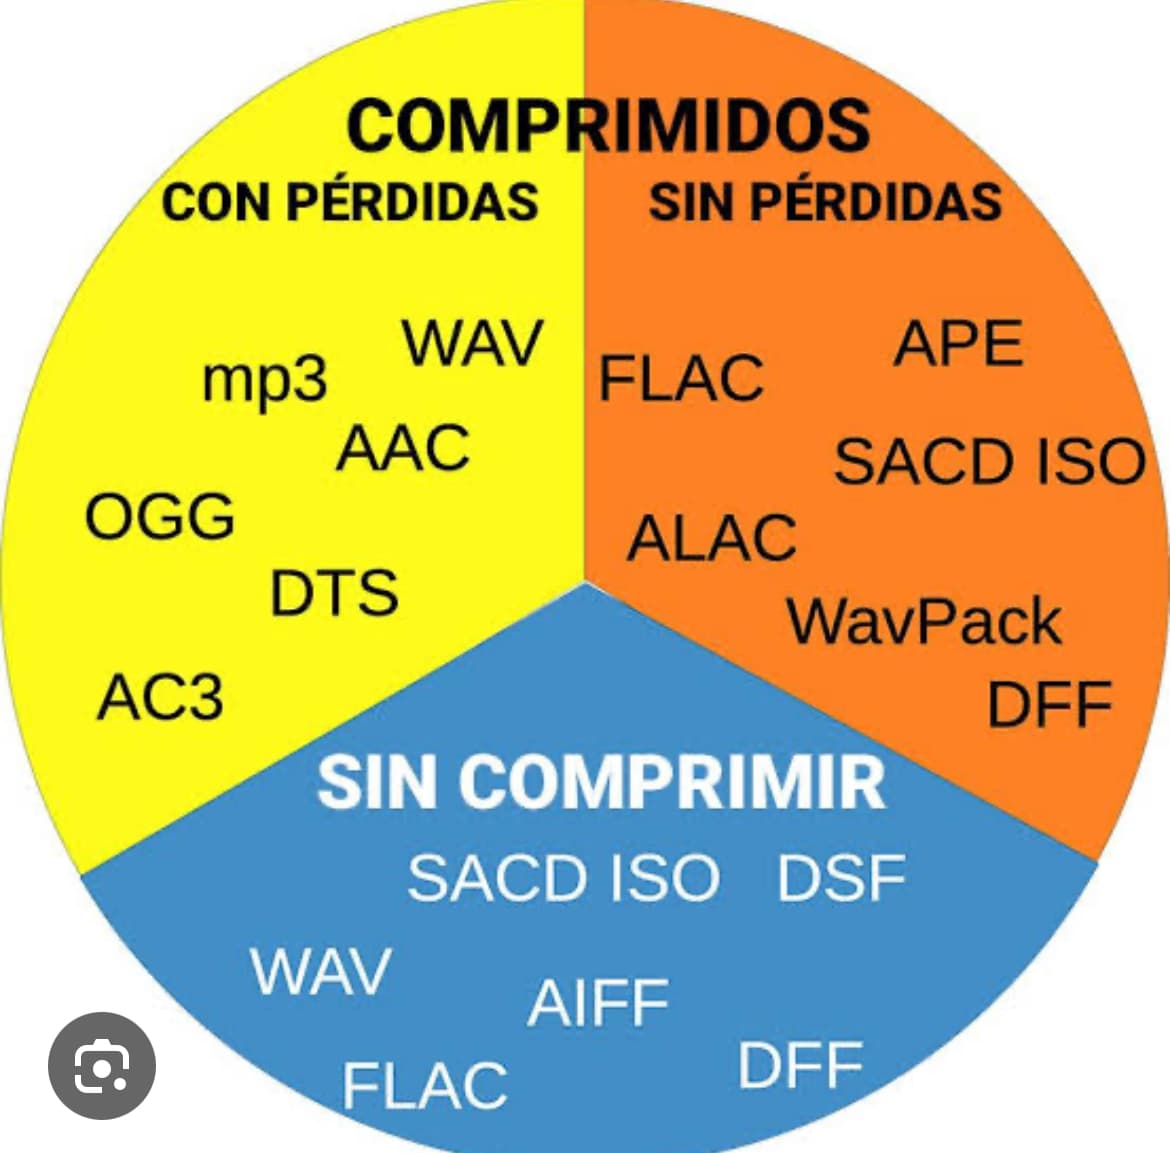 COMPRIMIDOS
CON PÉRDIDAS
WAV
mp3
AAC
OGG
DTS
AC3
SIN PÉRDIDAS
APE
FLAC
SACD ISO
ALAC
WavPack
DFF
SIN COMPRIMIR
SACD ISO DSF
WAV
AIFF
DFF
FLAC